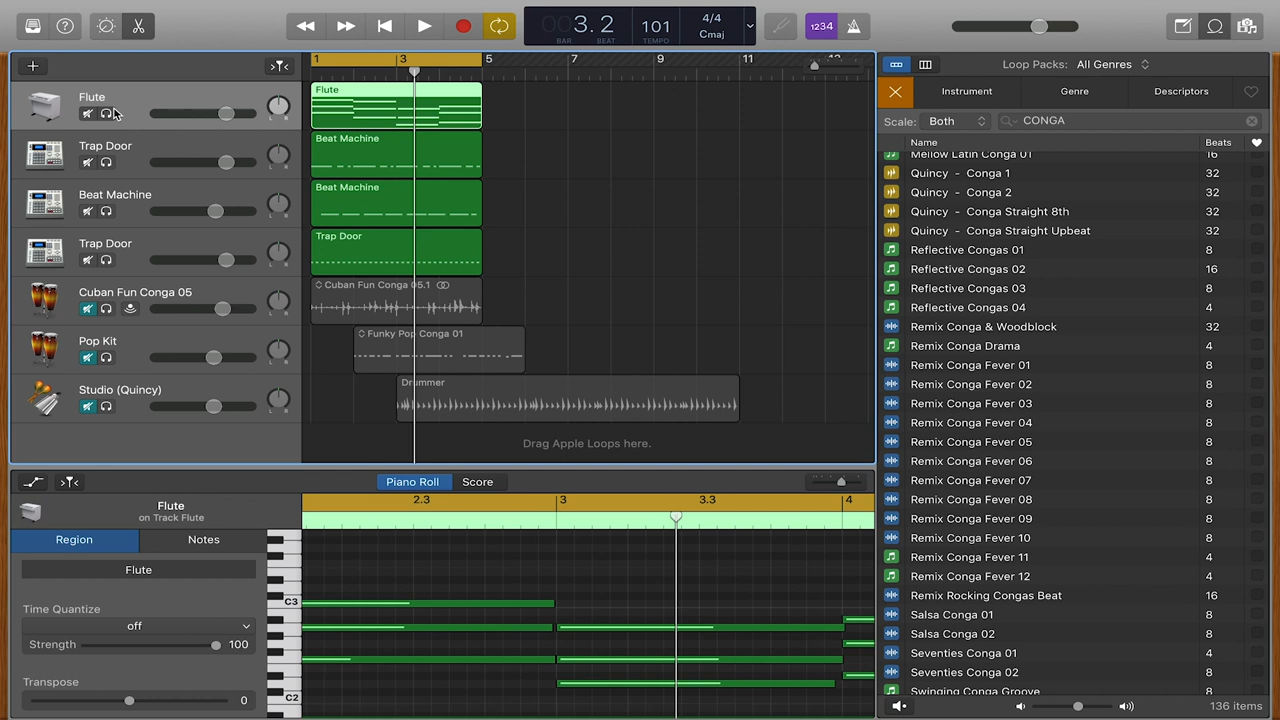 3.2
BAR
BEAT
101
TEMPO
4/4
Cmaj
1234
1
3
5
7
9
11
Flute
Trap Door
Beat Machine
Trap Door
Cuban Fun Conga 05
Pop Kit
Studio (Quincy)
Flute
Beat Machine
Beat Machine
Trap Door
Cuban Fun Conga 05.1
Funky Pop Conga 01
Drummer
Drag Apple Loops here.
Piano Roll
Score
Flute
on Track Flute
Region
Notes
Flute
Time Quantize
off
Strength
100
Transpose
0
2.3
3
3.3
4
C3
C2
Loop Packs: All Genres
Instrument
Genre
Descriptors
Scale: Both
CONGA
Name
Beats
Mellow Latin Conga 01 16
Quincy - Conga 1 32
Quincy - Conga 2 32
Quincy - Conga Straight 8th 32
Quincy - Conga Straight Upbeat 32
Reflective Congas 01 8
Reflective Congas 02 16
Reflective Congas 03 8
Reflective Congas 04 4
Remix Conga & Woodblock 32
Remix Conga Drama 4
Remix Conga Fever 01 8
Remix Conga Fever 02 8
Remix Conga Fever 03 8
Remix Conga Fever 04 8
Remix Conga Fever 05 8
Remix Conga Fever 06 8
Remix Conga Fever 07 8
Remix Conga Fever 08 8
Remix Conga Fever 09 8
Remix Conga Fever 10 8
Remix Conga Fever 11 4
Remix Conga Fever 12 4
Remix Rocking Congas Beat 16
Salsa Conga 01 8
Salsa Conga 02 8
Seventies Conga 01 4
Seventies Conga 02 8
Swinging Conga Groove
136 items